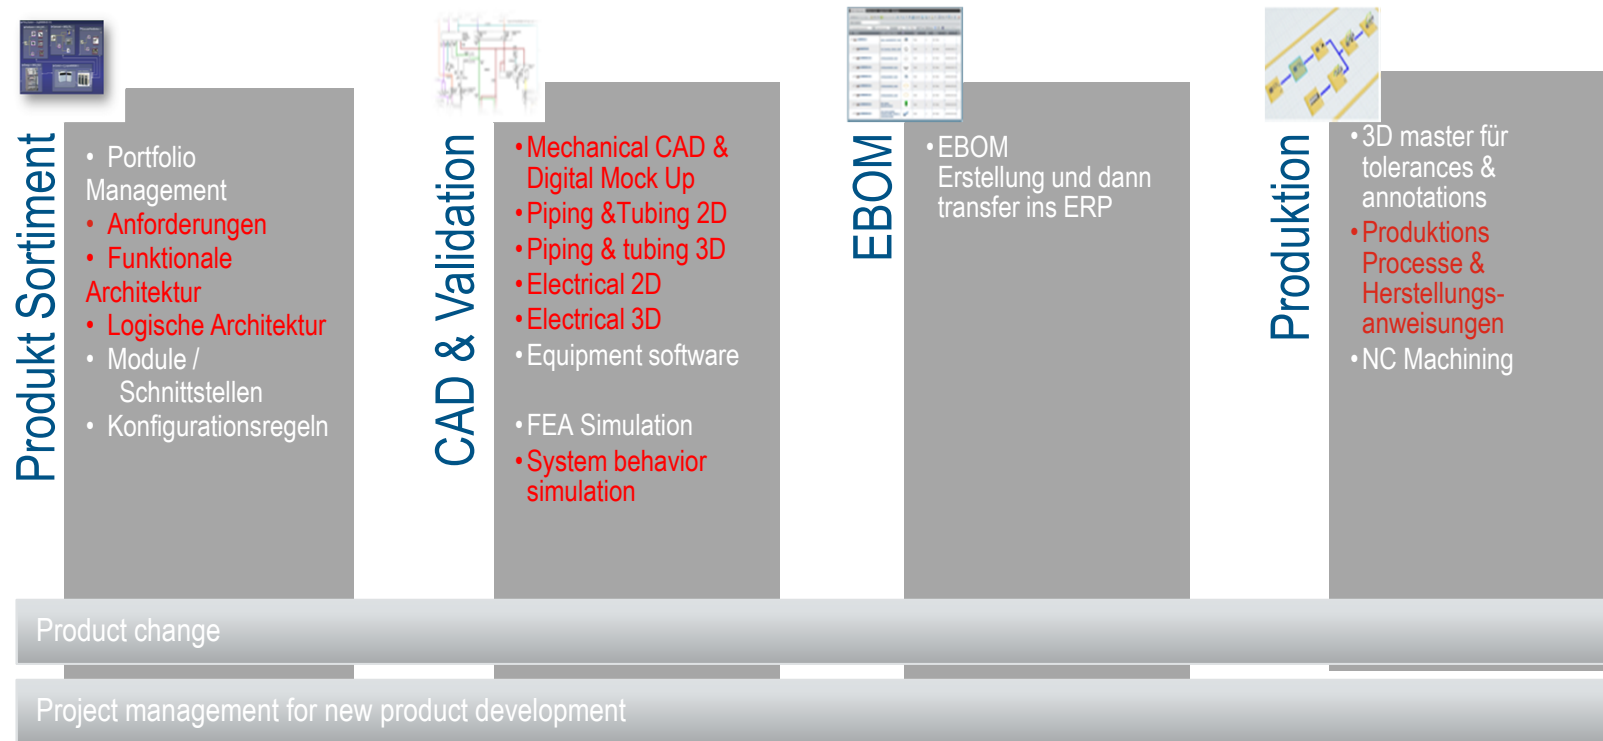 Produkt Sortiment
• Portfolio
Management
• Anforderungen
• Funktionale
Architektur
• Logische Architektur
• Module /
Schnittstellen
• Konfigurationsregeln
CAD & Validation
• Mechanical CAD &
Digital Mock Up
• Piping &Tubing 2D
• Piping & tubing 3D
• Electrical 2D
• Electrical 3D
• Equipment software
• FEA Simulation
• System behavior
simulation
EBOM
• EBOM
Erstellung und dann
transfer ins ERP
Produktion
• 3D master für
tolerances &
annotations
• Produktions
Processe &
Herstellungs-
anweisungen
• NC Machining
Product change
Project management for new product development